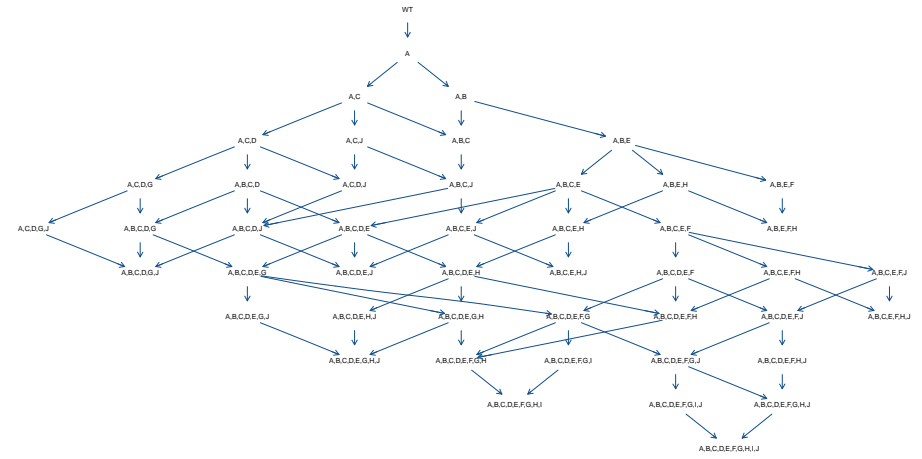 WT
A
A,C
A,B
A,C,D
A,C,J
A,B,C
A,B,E
A,C,D,G
A,B,C,D
A,C,D,J
A,B,C,J
A,B,C,E
A,B,E,H
A,B,E,F
A,C,D,G,J
A,B,C,D,G
A,B,C,D,J
A,B,C,D,E
A,B,C,E,J
A,B,C,E,H
A,B,C,E,F
A,B,E,F,H
A,B,C,D,G,J
A,B,C,D,E,G
A,B,C,D,E,J
A,B,C,D,E,H
A,B,C,E,H,J
A,B,C,D,E,F
A,B,C,E,F,H
A,B,C,E,F,J
A,B,C,D,E,G,J
A,B,C,D,E,H,J
A,B,C,D,E,G,H
A,B,C,D,E,F,G
A,B,C,D,E,F,H
A,B,C,D,E,F,J
A,B,C,E,F,H,J
A,B,C,D,E,G,H,J
A,B,C,D,E,F,G,H
A,B,C,D,E,F,G,I
A,B,C,D,E,F,G,J
A,B,C,D,E,F,H,J
A,B,C,D,E,F,G,H,I
A,B,C,D,E,F,G,I,J
A,B,C,D,E,F,G,H,J
A,B,C,D,E,F,G,H,I,J